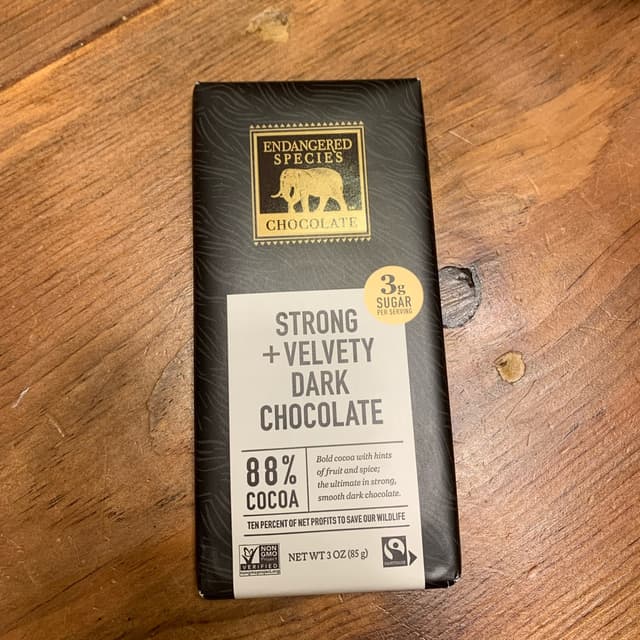 ENDANGERED
SPECIES
CHOCOLATE
3g
SUGAR
PER SERVING
STRONG
+ VELVETY
DARK
CHOCOLATE
88%
COCOA
Bold cocoa with hints
of fruit and spice;
the ultimate in strong,
smooth dark chocolate.
TEN PERCENT OF NET PROFITS TO SAVE OUR WILDLIFE
NON
GMO
Project
VERIFIED
NET WT 3 OZ (85 g)